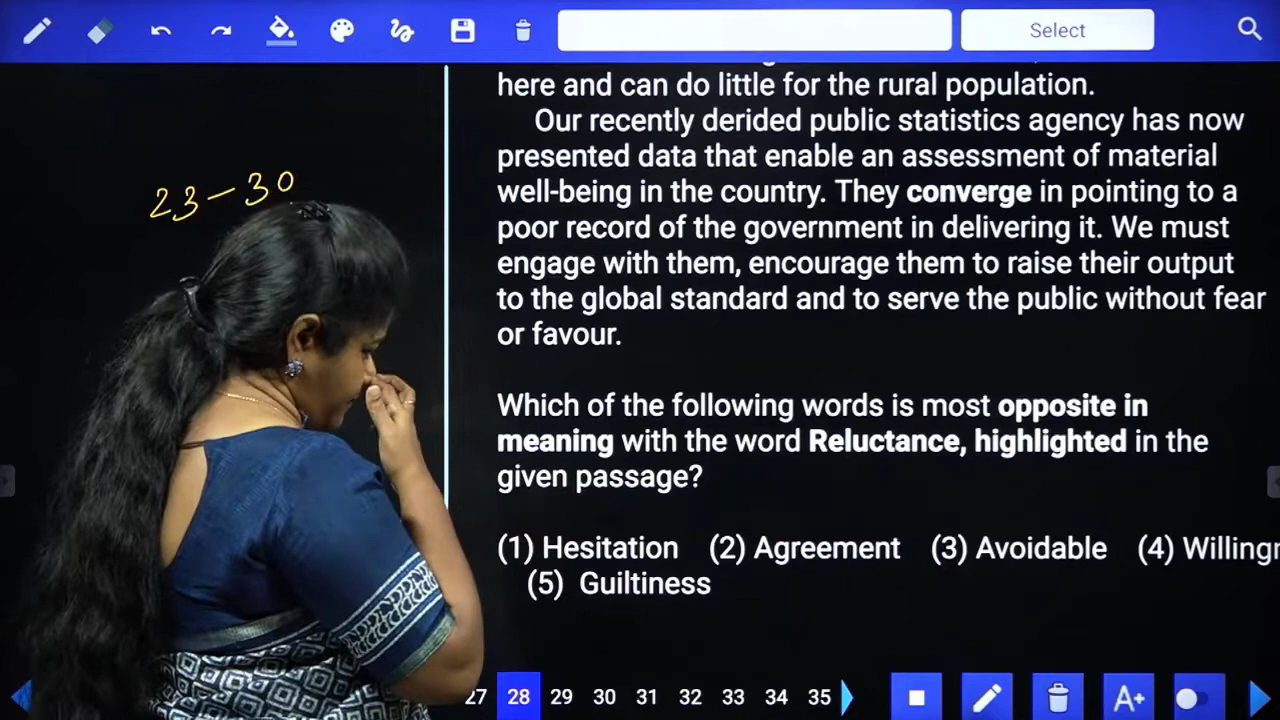 Select
here and can do little for the rural population.
Our recently derided public statistics agency has now
presented data that enable an assessment of material
well-being in the country. They converge in pointing to a
poor record of the government in delivering it. We must
engage with them, encourage them to raise their output
to the global standard and to serve the public without fear
or favour.
23-30
Which of the following words is most opposite in
meaning with the word Reluctance, highlighted in the
given passage?
(1) Hesitation (2) Agreement (3) Avoidable (4)
(5) Guiltiness
27 28 29 30 31 32 33 34 35
A+